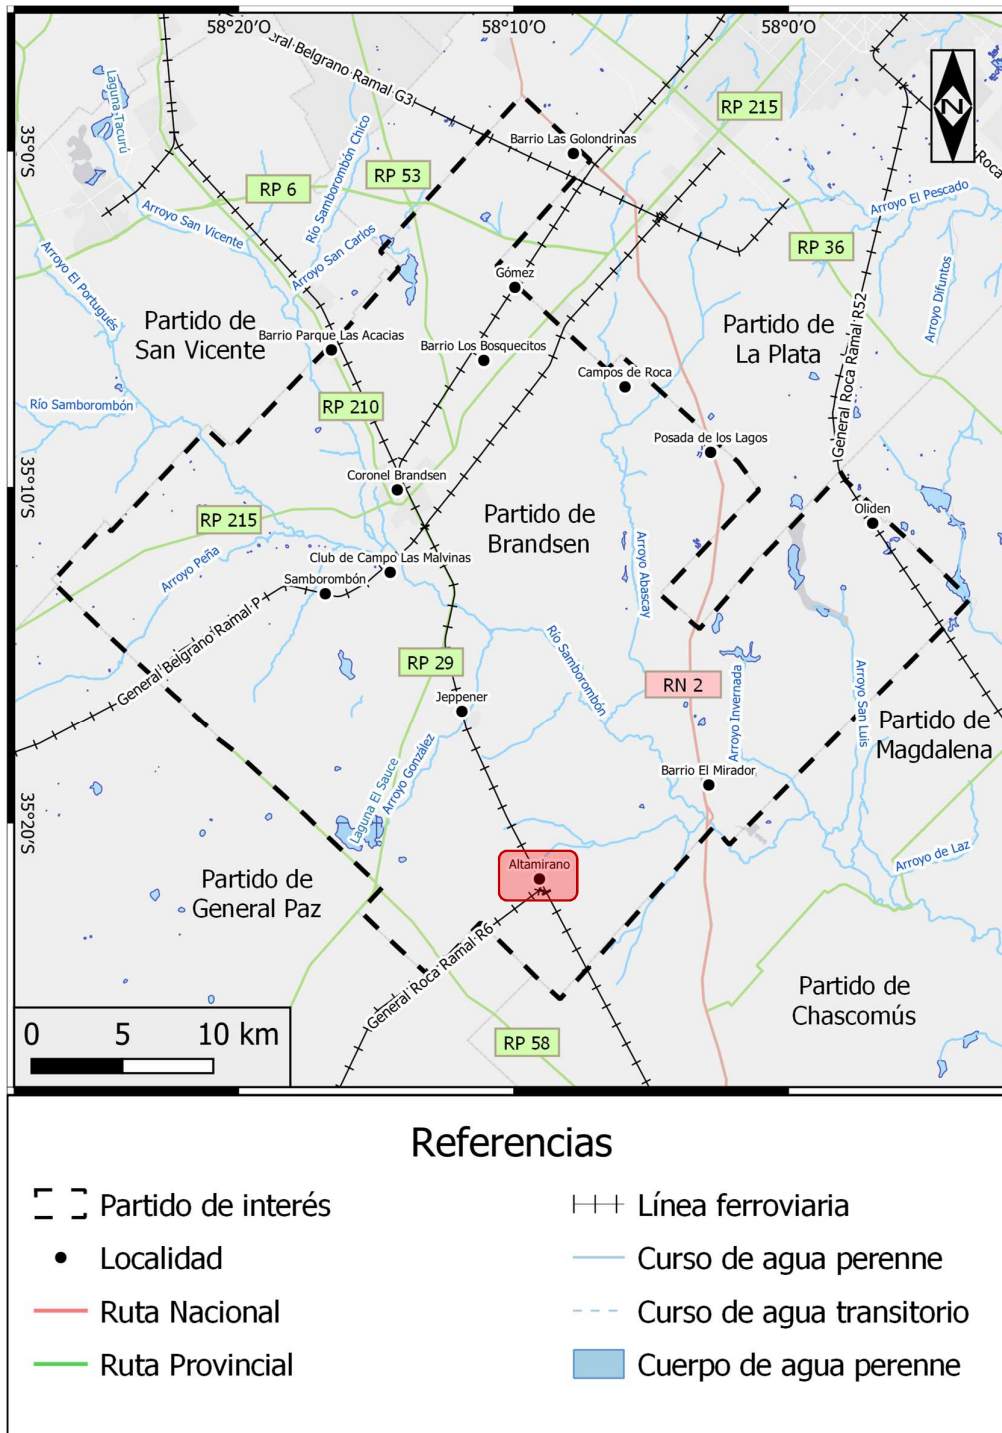 58°20'O
58°10'O
58°0'O
eral Belgrano Ramal G3
RP 215
N
Barrio Las Golondrinas
Laguna Tacurú
35°0'S
Río Samborombón Chico
RP 53
RP 6
Roca
Arroyo El Pescado
Arroyo San Vicente
Arroyo San Carlos
RP 36
Arroyo El Portugués
Arroyo Difuntos
Gómez
Partido de
San Vicente
Partido de
La Plata
Barrio Parque Las Acacias
Barrio Los Bosquecitos
General Roca Ramal R52
Campos de Roca
Río Samborombón
RP 210
Posada de los Lagos
Coronel Brandsen
35°10'S
RP 215
Partido de
Brandsen
Oliden
Arroyo Peña
Club de Campo Las Malvinas
Samborombón
Arroyo Abascay
General Belgrano Ramal P
Río Samborombón
RP 29
RN 2
Arroyo Invernada
Arroyo San Luis
Jeppener
Partido de
Magdalena
Arroyo González
Barrio El Mirador
Laguna El Sauce
35°20'S
Arroyo de Laz
Altamirano
Partido de
General Paz
General Roca Ramal R6
Partido de
Chascomús
0 5 10 km
RP 58
Referencias
Partido de interés
Localidad
Ruta Nacional
Ruta Provincial
Línea ferroviaria
Curso de agua perenne
Curso de agua transitorio
Cuerpo de agua perenne